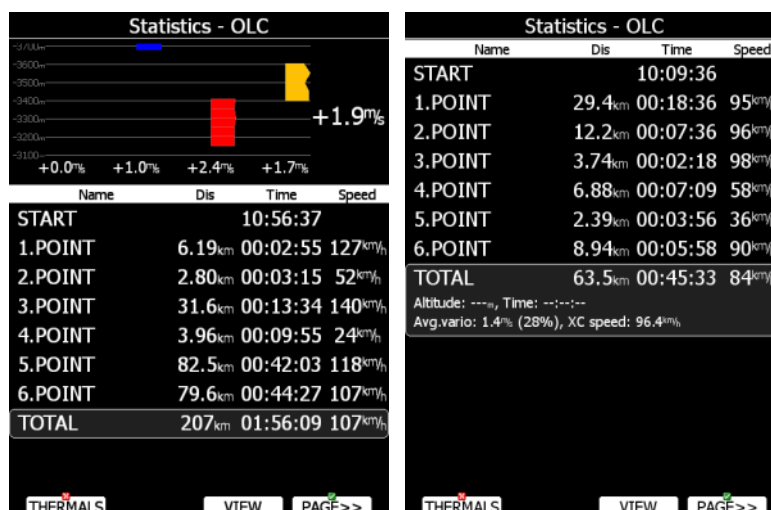 Statistics - OLC
-3700m
-3600m
-3500m
-3400m
-3300m
-3200m
-3100m
+1.9m/s
+0.0m/s +1.0m/s +2.4m/s +1.7m/s
Name Dis Time Speed
START 10:56:37
1.POINT 6.19km 00:02:55 127km/h
2.POINT 2.80km 00:03:15 52km/h
3.POINT 31.6km 00:13:34 140km/h
4.POINT 3.96km 00:09:55 24km/h
5.POINT 82.5km 00:42:03 118km/h
6.POINT 79.6km 00:44:27 107km/h
TOTAL 207km 01:56:09 107km/h
THERMALS VIEW PAGE>>
Statistics - OLC
Name Dis Time Speed
START 10:09:36
1.POINT 29.4km 00:18:36 95km/
2.POINT 12.2km 00:07:36 96km/
3.POINT 3.74km 00:02:18 98km/
4.POINT 6.88km 00:07:09 58km/
5.POINT 2.39km 00:03:56 36km/
6.POINT 8.94km 00:05:58 90km/
TOTAL 63.5km 00:45:33 84km/
Altitude: ---m, Time: --:--:--
Avg.vario: 1.4m/s (28%), XC speed: 96.4km/h
THERMALS VIEW PAGE>>